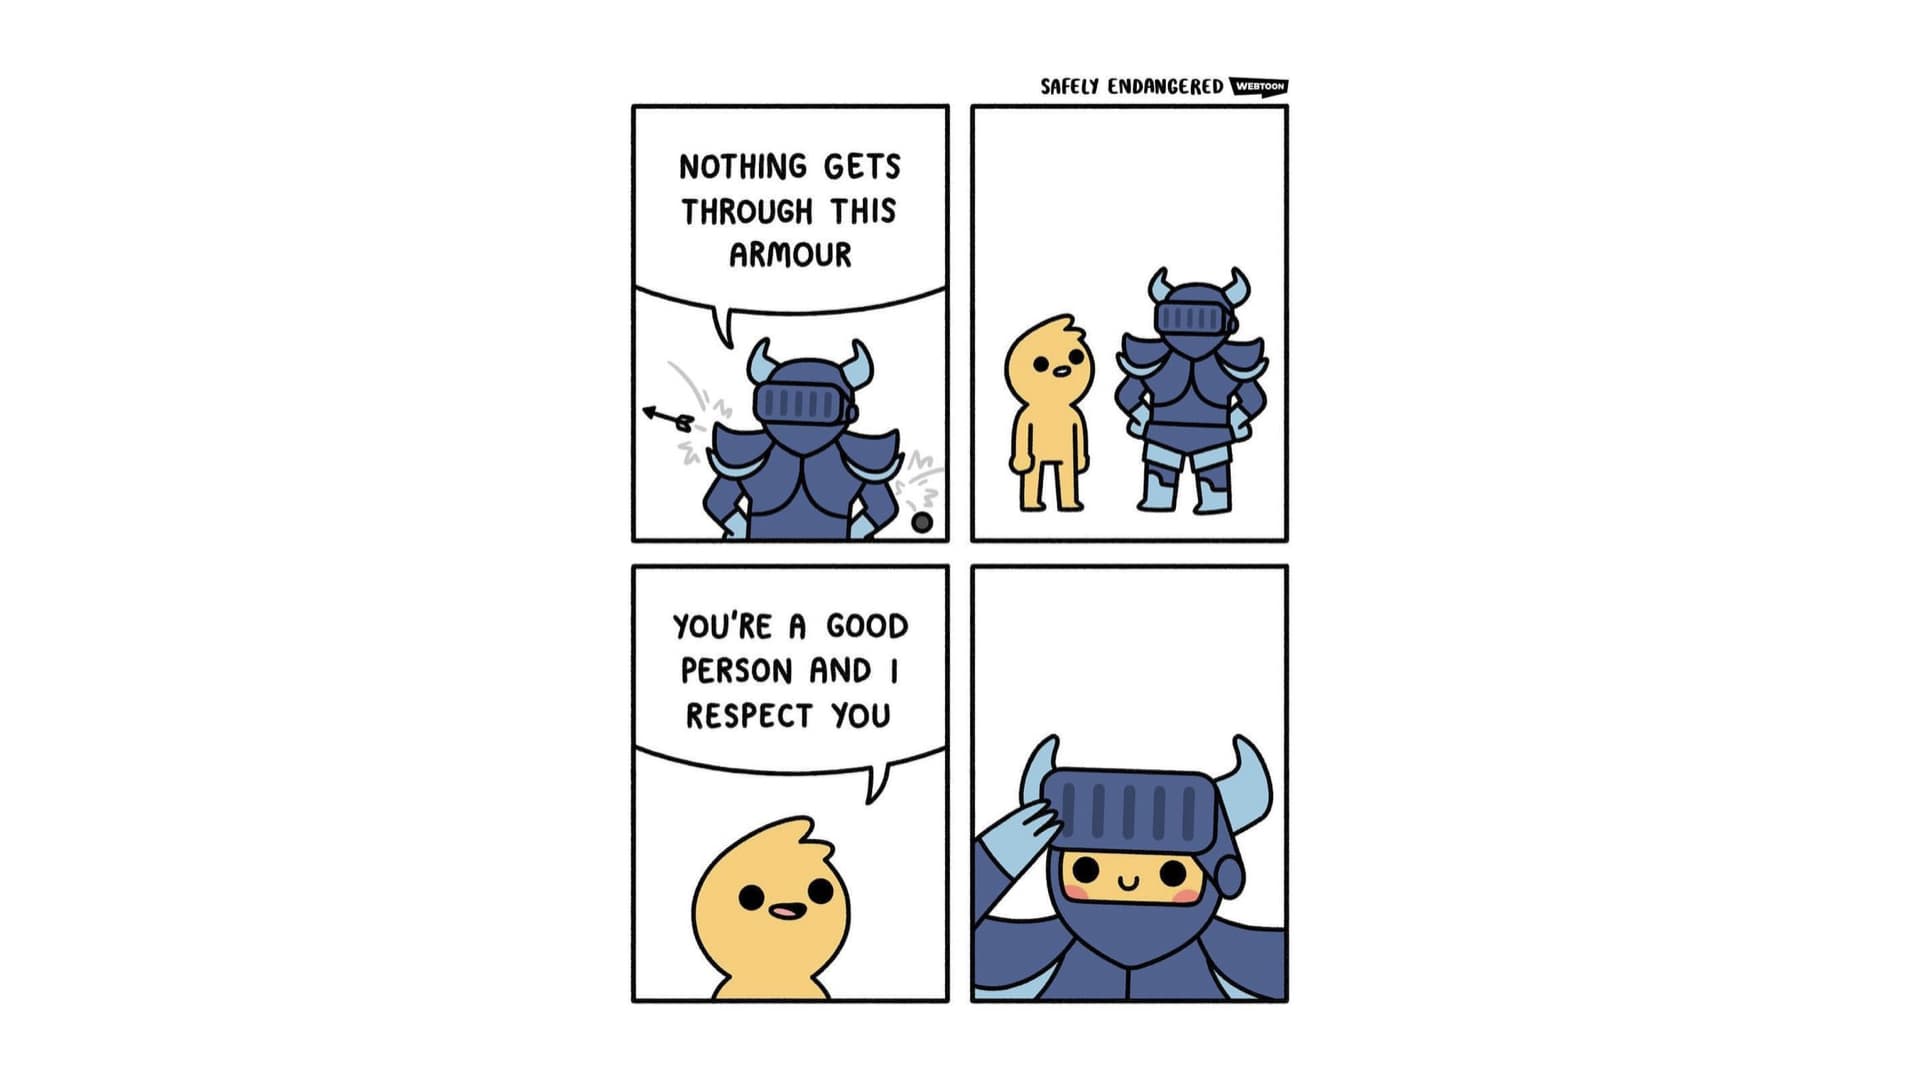 SAFELY ENDANGERED WEBTOON
NOTHING GETS
THROUGH THIS
ARMOUR
YOU'RE A GOOD
PERSON AND I
RESPECT YOU